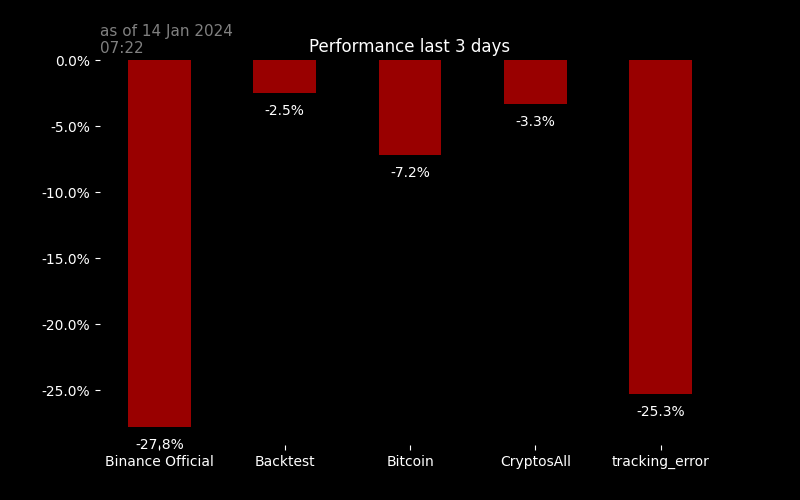 as of 14 Jan 2024
07:22
Performance last 3 days
0.0%
-5.0%
-10.0%
-15.0%
-20.0%
-25.0%
-27.8%
-2.5%
-7.2%
-3.3%
-25.3%
Binance Official
Backtest
Bitcoin
CryptosAll
tracking_error